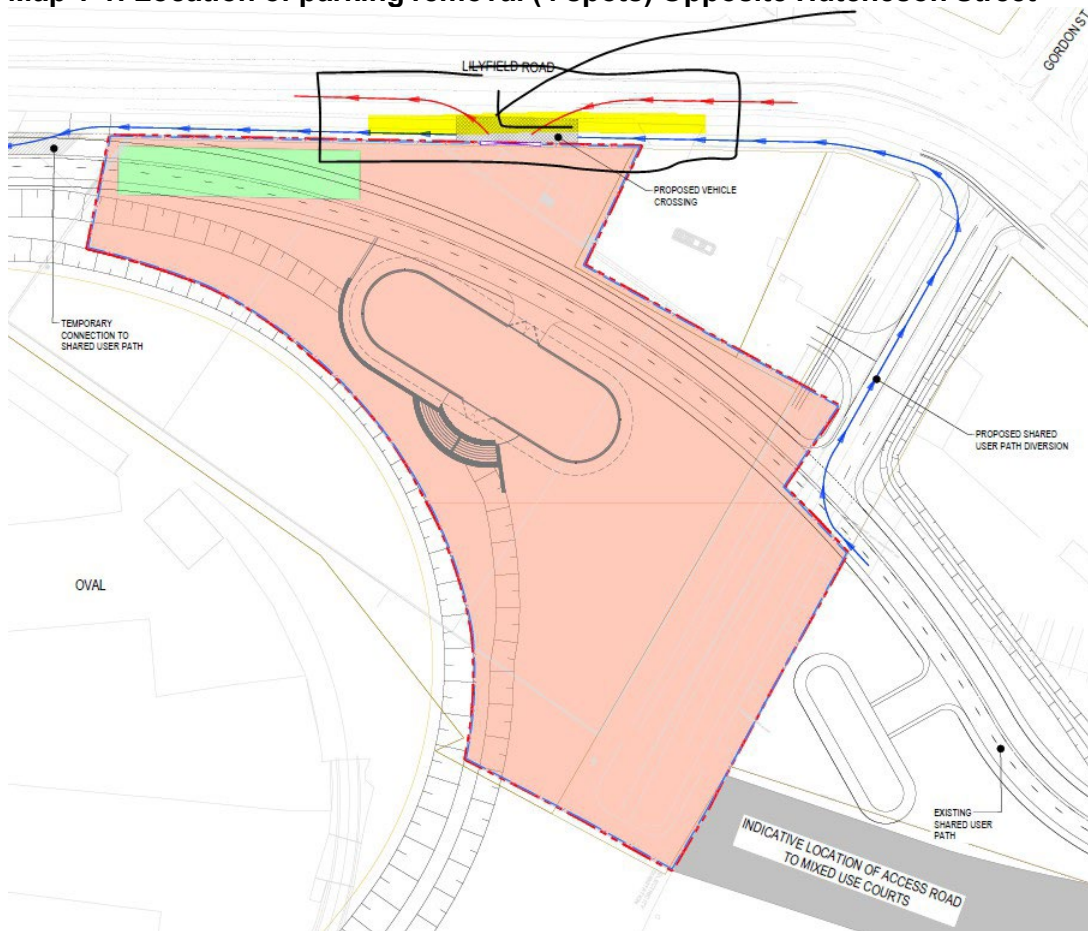 LILYFIELD ROAD
GORDON ST
PROPOSED VEHICLE
CROSSING
TEMPORARY
CONNECTION TO
SHARED USER PATH
PROPOSED SHARED
USER PATH DIVERSION
OVAL
EXISTING
SHARED USER
PATH
INDICATIVE LOCATION OF ACCESS ROAD
TO MIXED USE COURTS